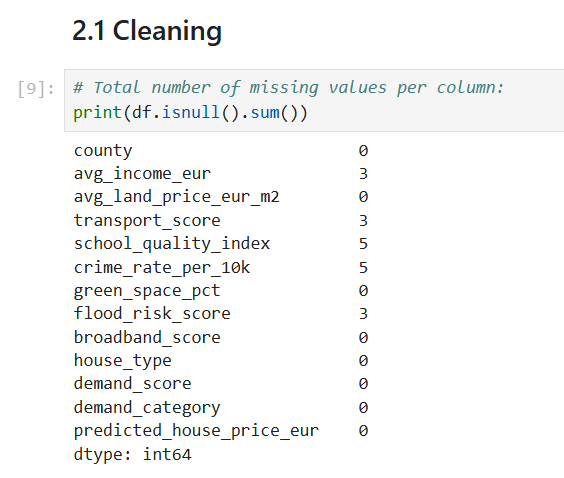 2.1 Cleaning
[9]: # Total number of missing values per column:
print(df.isnull().sum())
county 0
avg_income_eur 3
avg_land_price_eur_m2 0
transport_score 3
school_quality_index 5
crime_rate_per_10k 5
green_space_pct 0
flood_risk_score 3
broadband_score 0
house_type 0
demand_score 0
demand_category 0
predicted_house_price_eur 0
dtype: int64